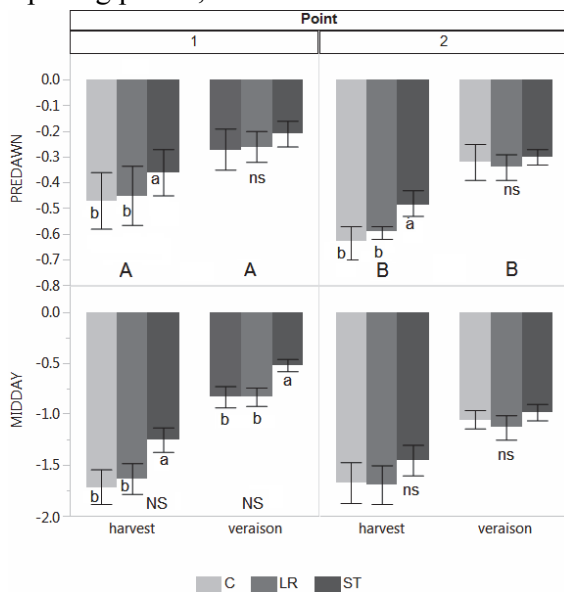 Point
1 2
0.0
-0.1
-0.2
-0.3
-0.4
-0.5
-0.6
-0.7
-0.8
PREDAWN
b b a ns b b a ns
A A B B
0.0
-0.5
-1.0
-1.5
-2.0
MIDDAY
b b a b b a ns ns
NS NS
harvest veraison harvest veraison
C LR ST